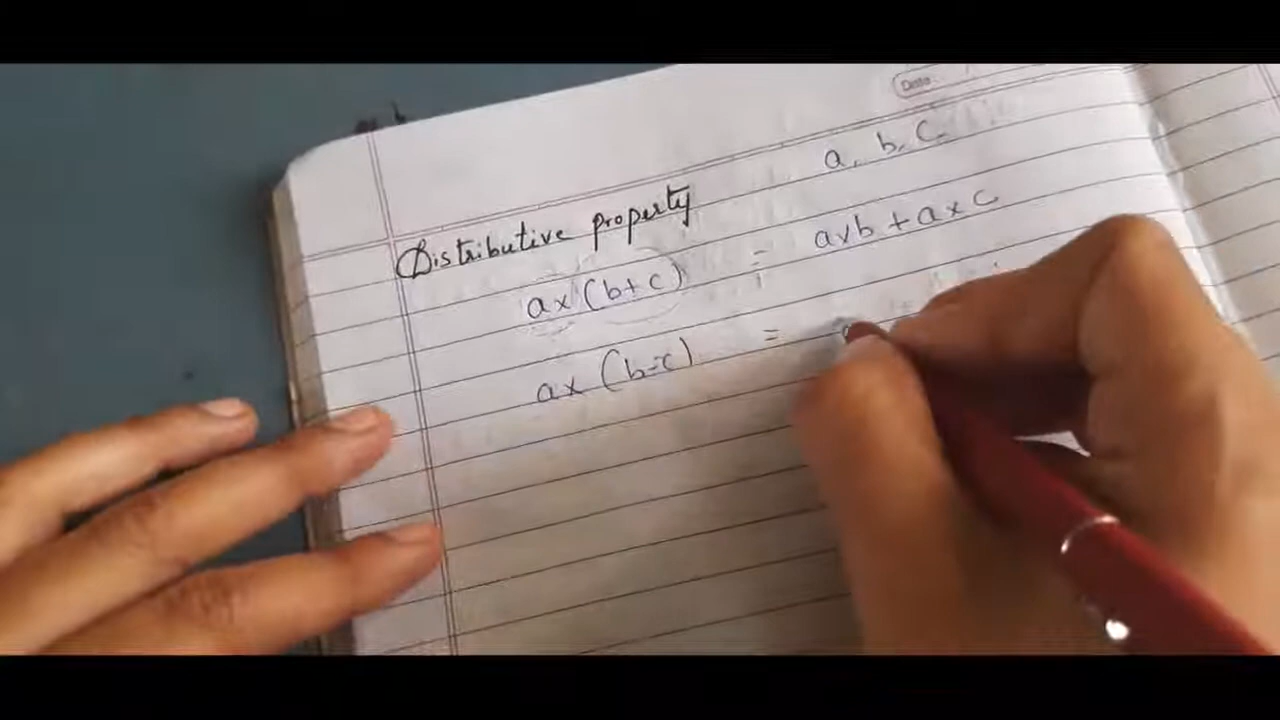 Date
a, b, c
Distributive property
a×(b+c) = a×b + a×c
a×(b-c) = a